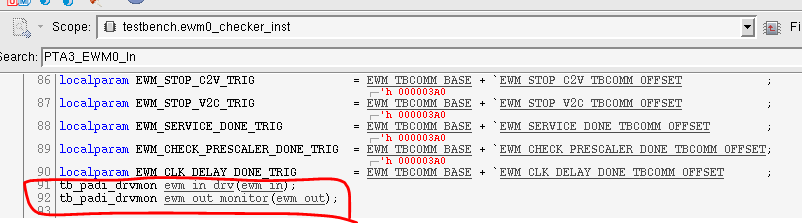 Scope: testbench.ewm0_checker_inst Fi
Search: PTA3_EWM0_In
86 localparam EWM_STOP_C2V_TRIG = EWM_TBCOMM_BASE + `EWM_STOP_C2V_TBCOMM_OFFSET ;
'h 000003A0
87 localparam EWM_STOP_V2C_TRIG = EWM_TBCOMM_BASE + `EWM_STOP_V2C_TBCOMM_OFFSET ;
'h 000003A0
88 localparam EWM_SERVICE_DONE_TRIG = EWM_TBCOMM_BASE + `EWM_SERVICE_DONE_TBCOMM_OFFSET ;
'h 000003A0
89 localparam EWM_CHECK_PRESCALER_DONE_TRIG = EWM_TBCOMM_BASE + `EWM_CHECK_PRESCALER_DONE_TBCOMM_OFFSET;
'h 000003A0
90 localparam EWM_CLK_DELAY_DONE_TRIG = EWM_TBCOMM_BASE + `EWM_CLK_DELAY_DONE_TBCOMM_OFFSET ;
91 tb_padi_drvmon ewm_in_drv(ewm_in);
92 tb_padi_drvmon ewm_out_monitor(ewm_out);
93